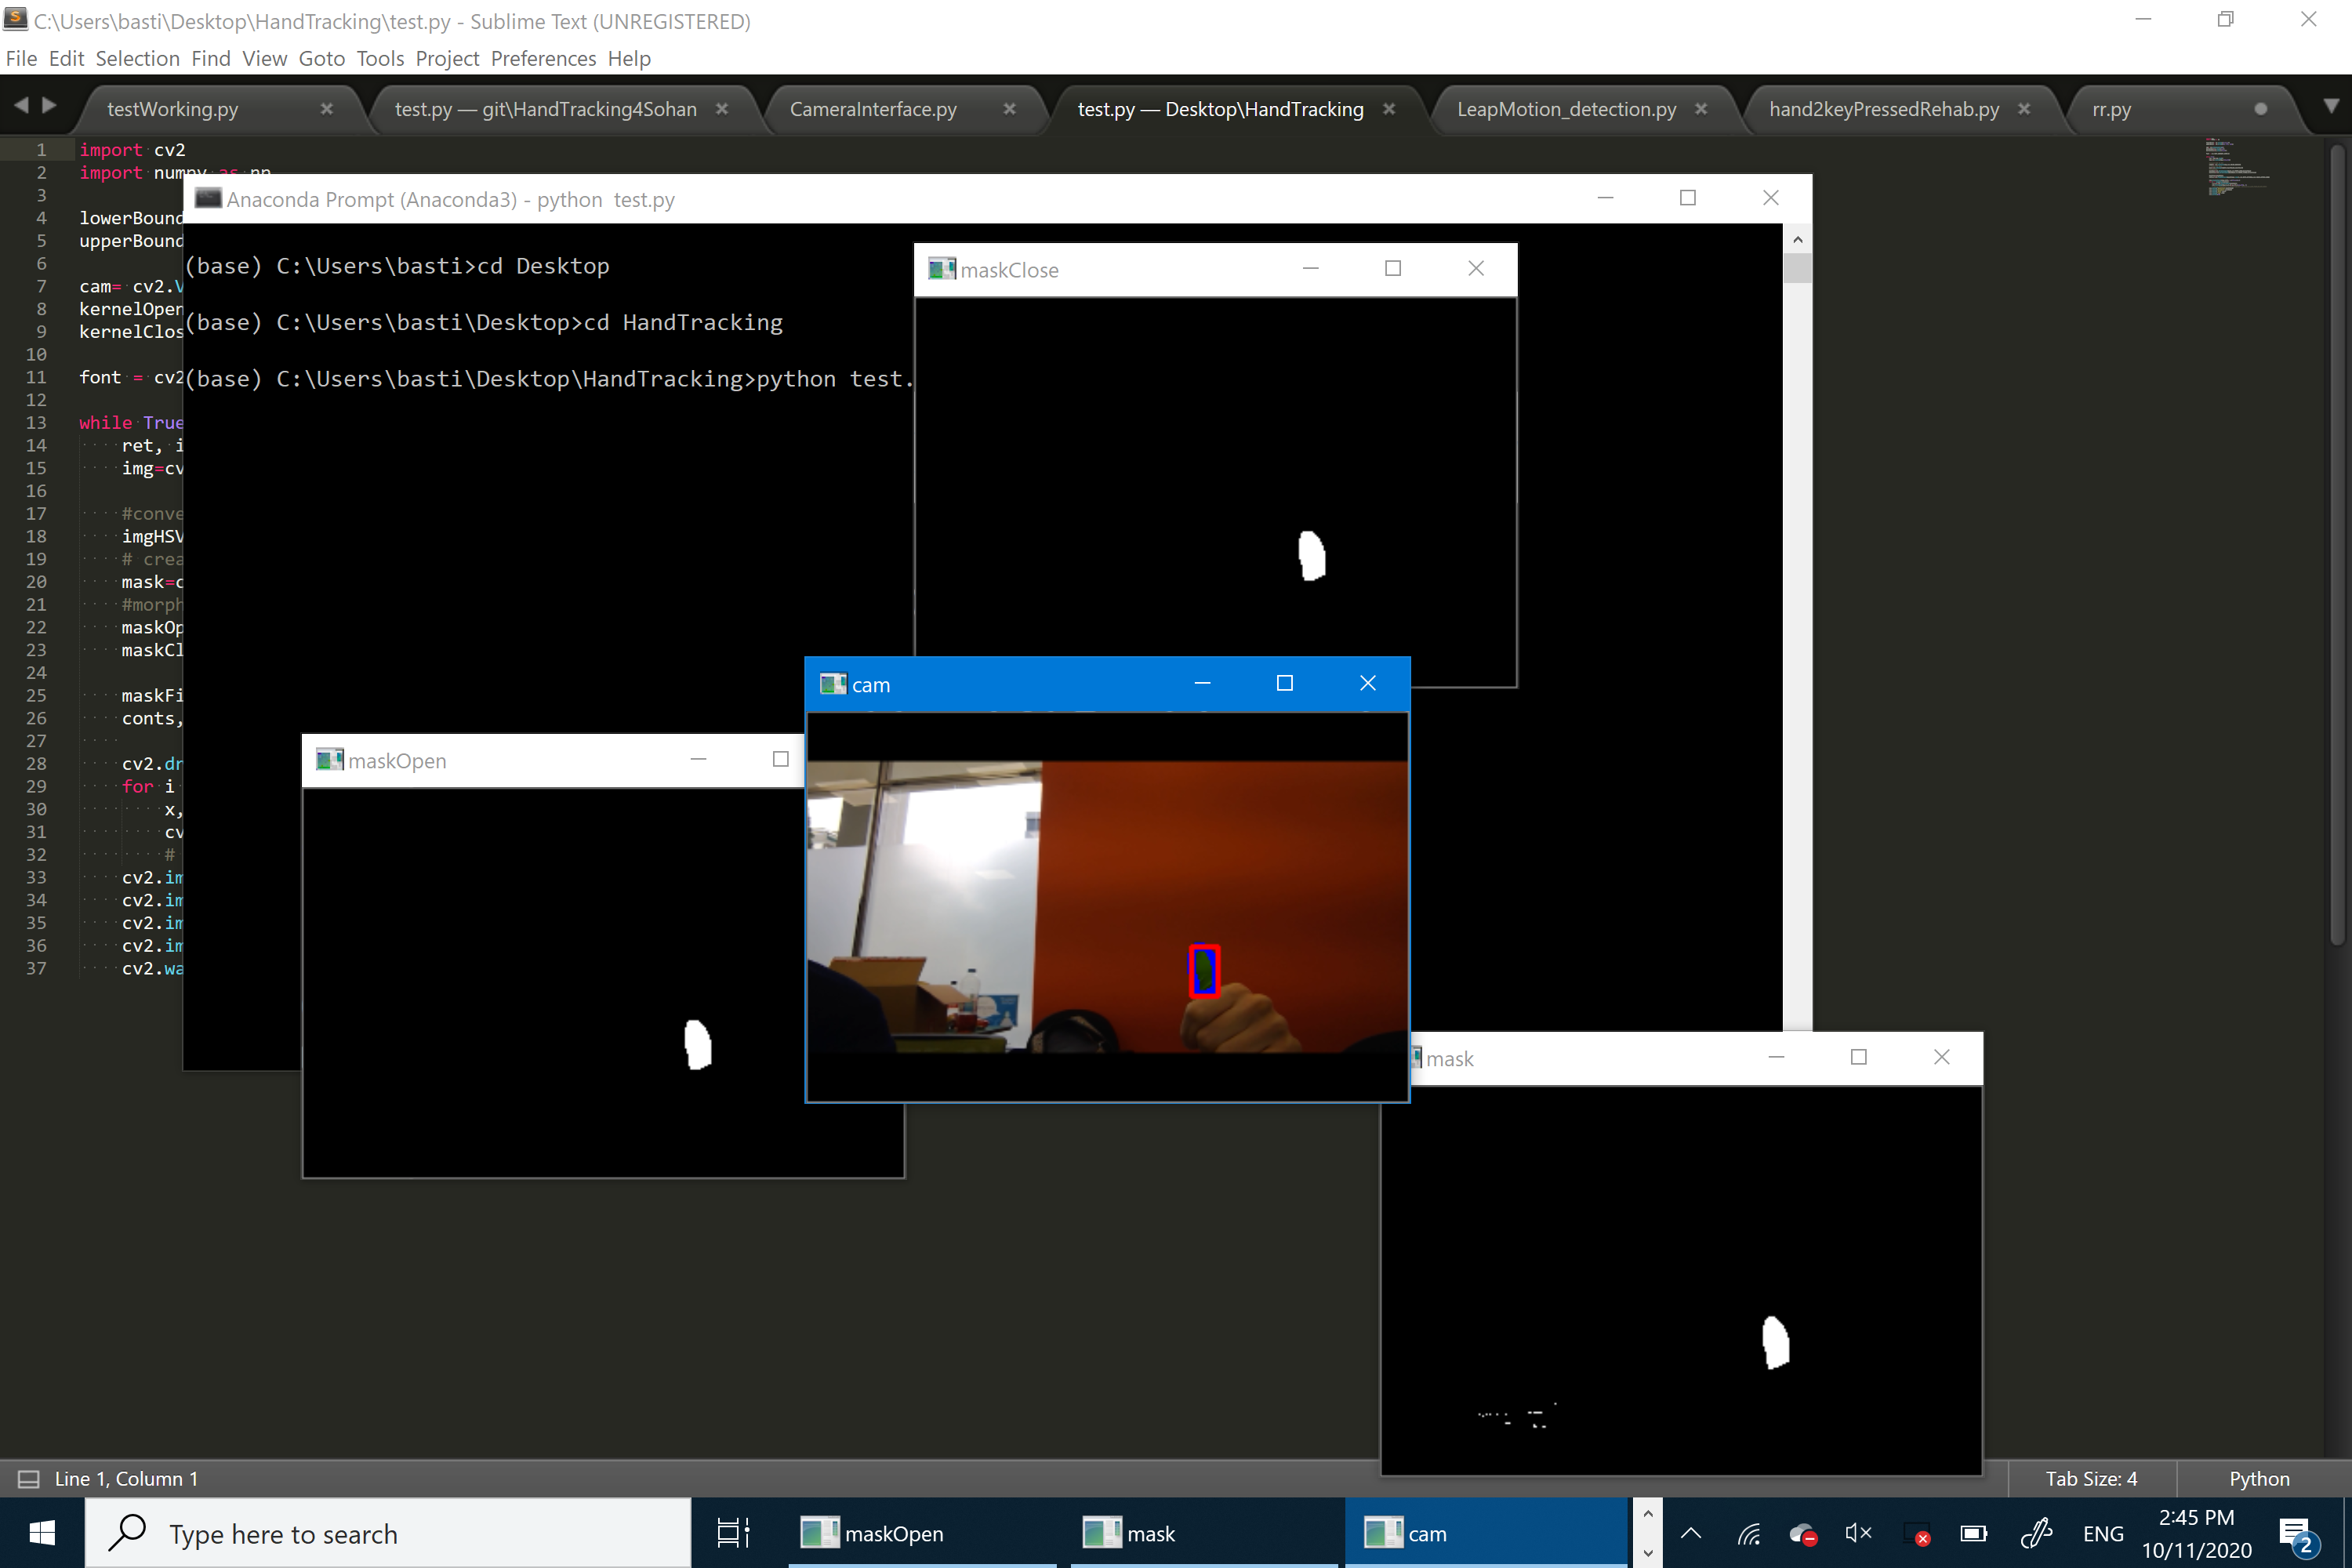 C:\Users\basti\Desktop\HandTracking\test.py - Sublime Text (UNREGISTERED)
File Edit Selection Find View Goto Tools Project Preferences Help
testWorking.py
test.py — git\HandTracking4Sohan
CameraInterface.py
test.py — Desktop\HandTracking
LeapMotion_detection.py
hand2keyPressedRehab.py
rr.py
1 import cv2
2 import numpy as np
3
4 lowerBound
5 upperBound
6
7 cam= cv2.V
8 kernelOpen
9 kernelClos
10
11 font = cv2
12
13 while True
14 ret, i
15 img=cv
16
17 #conve
18 imgHSV
19 # crea
20 mask=c
21 #morph
22 maskOp
23 maskCl
24
25 maskFi
26 conts,
27
28 cv2.dr
29 for i
30 x,
31 cv
32 #
33 cv2.im
34 cv2.im
35 cv2.im
36 cv2.im
37 cv2.wa
Anaconda Prompt (Anaconda3) - python  test.py
(base) C:\Users\basti>cd Desktop
(base) C:\Users\basti\Desktop>cd HandTracking
(base) C:\Users\basti\Desktop\HandTracking>python test.
maskClose
cam
maskOpen
mask
Line 1, Column 1
Tab Size: 4
Python
Type here to search
maskOpen
mask
cam
ENG
2:45 PM
10/11/2020
2